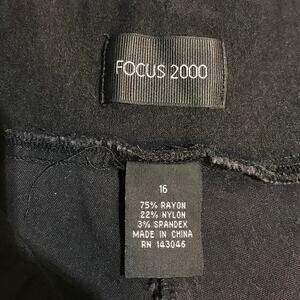 FOCUS 2000
16
75% RAYON
22% NYLON
3% SPANDEX
MADE IN CHINA
RN 143046